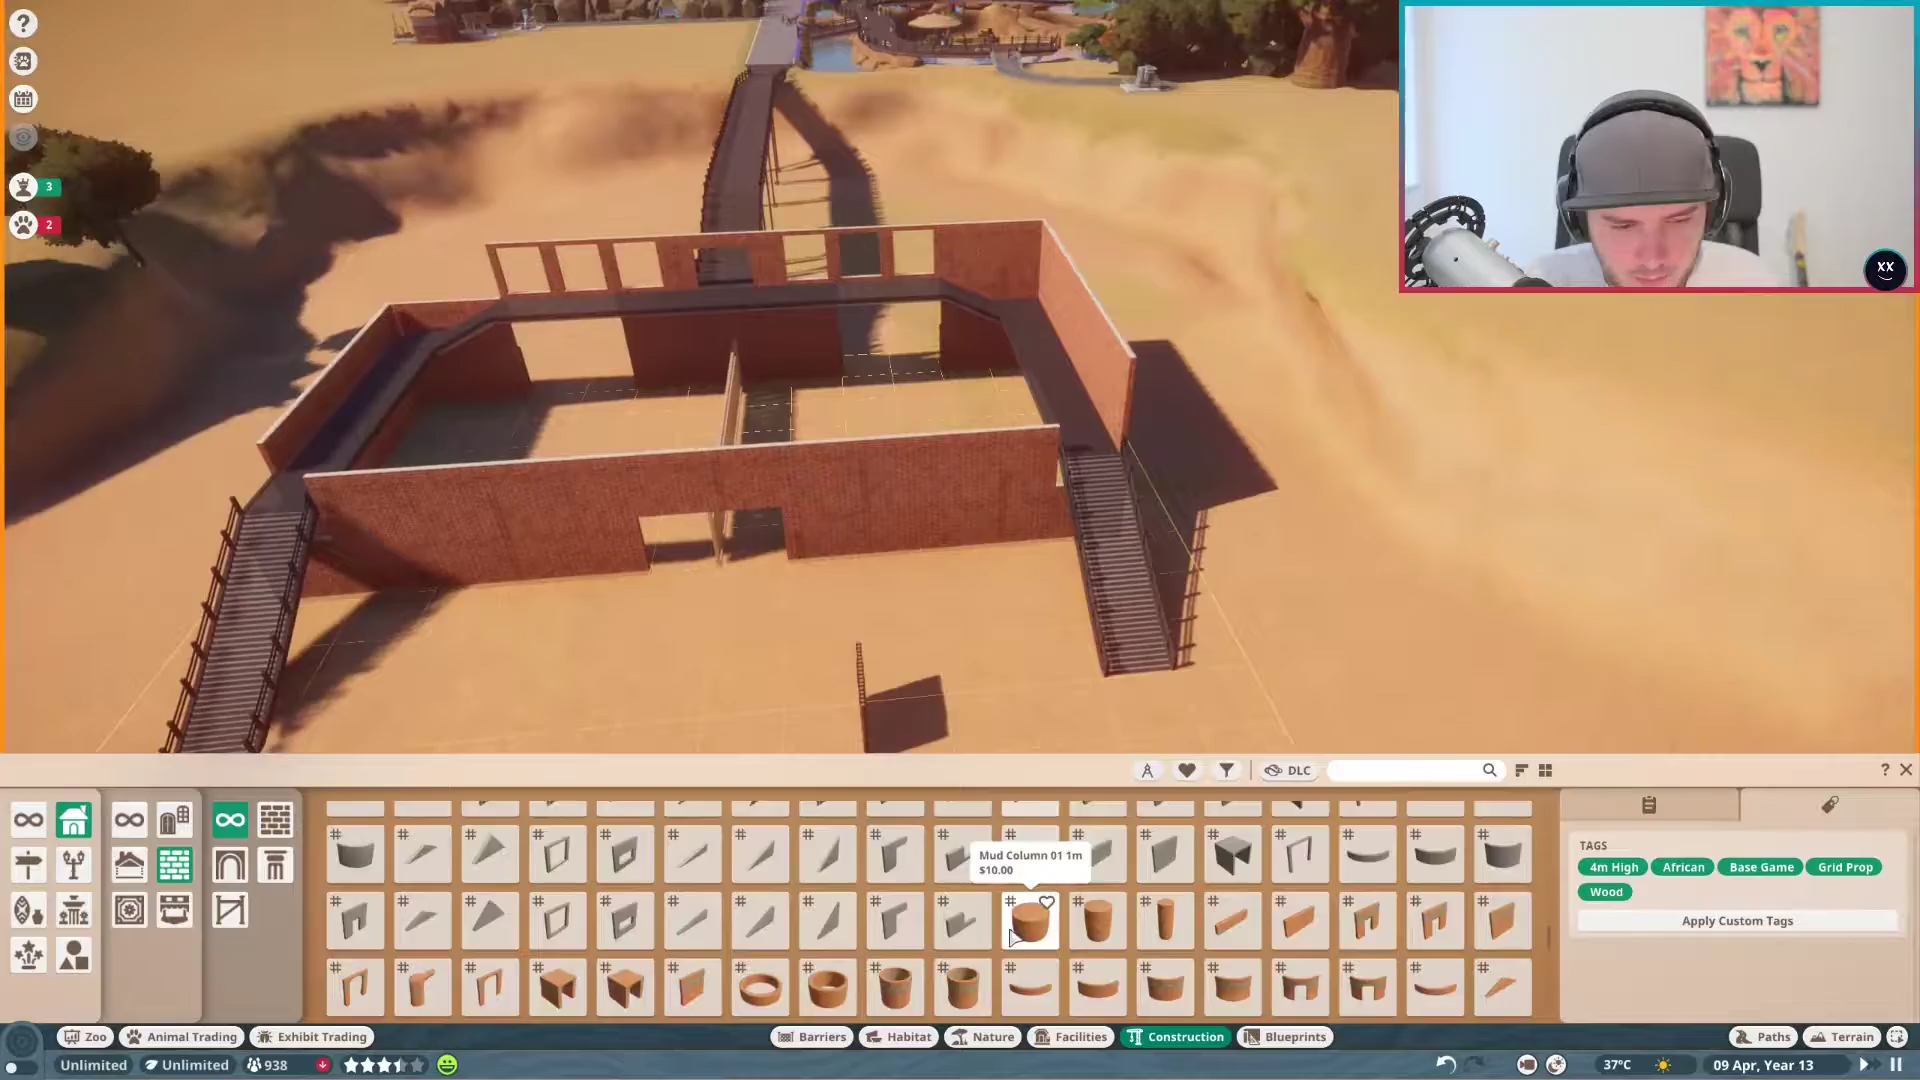 ?
3
2
XX
Mud Column 01 1m
$10.00
DLC
?
TAGS
4m High
African
Base Game
Grid Prop
Wood
Apply Custom Tags
Zoo
Animal Trading
Exhibit Trading
Barriers
Habitat
Nature
Facilities
Construction
Blueprints
Paths
Terrain
Unlimited
Unlimited
938
37°C
09 Apr, Year 13